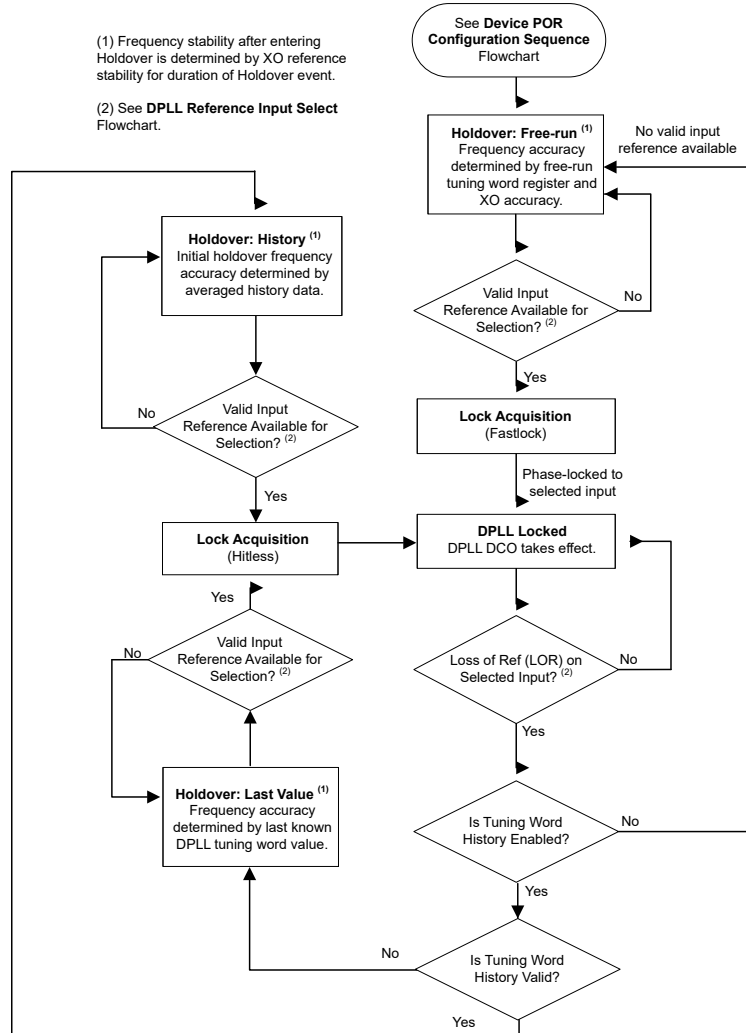 (1) Frequency stability after entering
Holdover is determined by XO reference
stability for duration of Holdover event.
(2) See DPLL Reference Input Select
Flowchart.
See Device POR
Configuration Sequence
Flowchart
Holdover: Free-run (1)
Frequency accuracy
determined by free-run
tuning word register and
XO accuracy.
No valid input
reference available
Valid Input
Reference Available for
Selection? (2)
No
Yes
Lock Acquisition
(Fastlock)
Phase-locked to
selected input
Holdover: History (1)
Initial holdover frequency
accuracy determined by
averaged history data.
No
Valid Input
Reference Available for
Selection? (2)
Yes
Lock Acquisition
(Hitless)
DPLL Locked
DPLL DCO takes effect.
Yes
No
Valid Input
Reference Available for
Selection? (2)
Loss of Ref (LOR) on
Selected Input? (2)
No
Yes
Holdover: Last Value (1)
Frequency accuracy
determined by last known
DPLL tuning word value.
Is Tuning Word
History Enabled?
No
Yes
No
Is Tuning Word
History Valid?
Yes